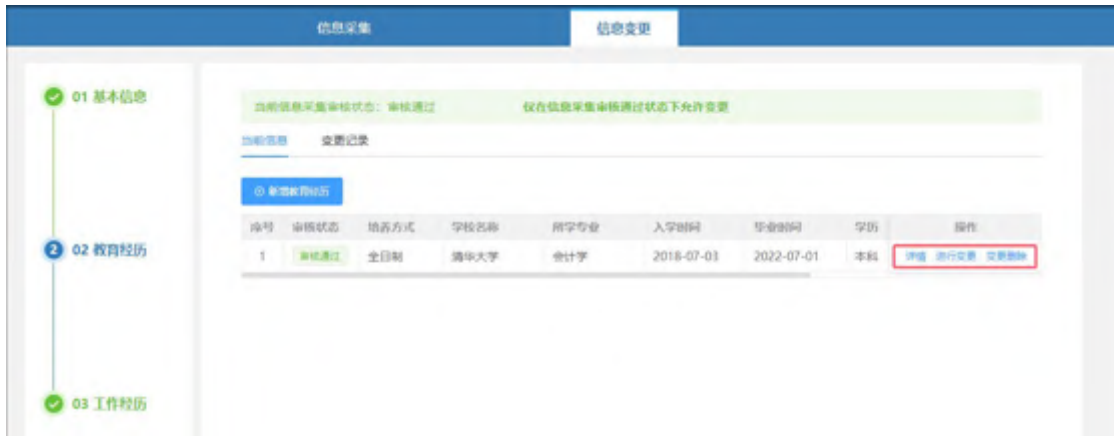 信息采集 信息变更
01 基本信息
当前信息采集审核状态：审核通过 仅在信息采集审核通过状态下允许变更
当前信息 变更记录
新增教育经历
序号 审核状态 培养方式 学校名称 所学专业 入学时间 毕业时间 学历 操作
2 02 教育经历
1 审核通过 全日制 清华大学 会计学 2018-07-03 2022-07-01 本科 详情 进行变更 变更删除
03 工作经历